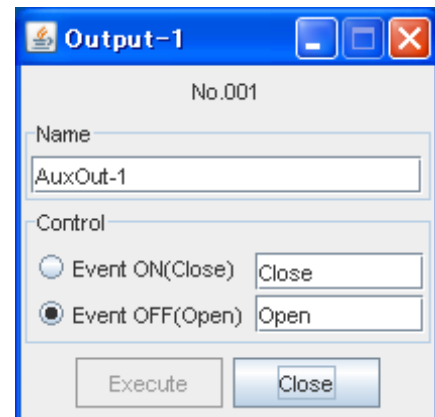 Output-1
No.001
Name
AuxOut-1
Control
Event ON(Close) Close
Event OFF(Open) Open
Execute Close